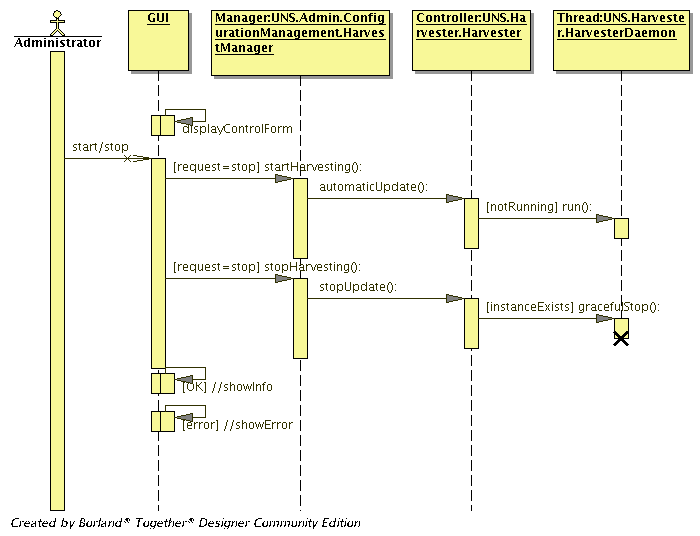 Administrator
GUI
Manager:UNS.Admin.Config
urationManagement.Harves
tManager
Controller:UNS.Har
vester.Harvester
Thread:UNS.Harveste
r.HarvesterDaemon
displayControlForm
start/stop
[request=stop] startHarvesting():
automaticUpdate():
[notRunning] run():
[request=stop] stopHarvesting():
stopUpdate():
[instanceExists] gracefulStop():
[OK] //showInfo
[error] //showError
Created by Borland® Together® Designer Community Edition